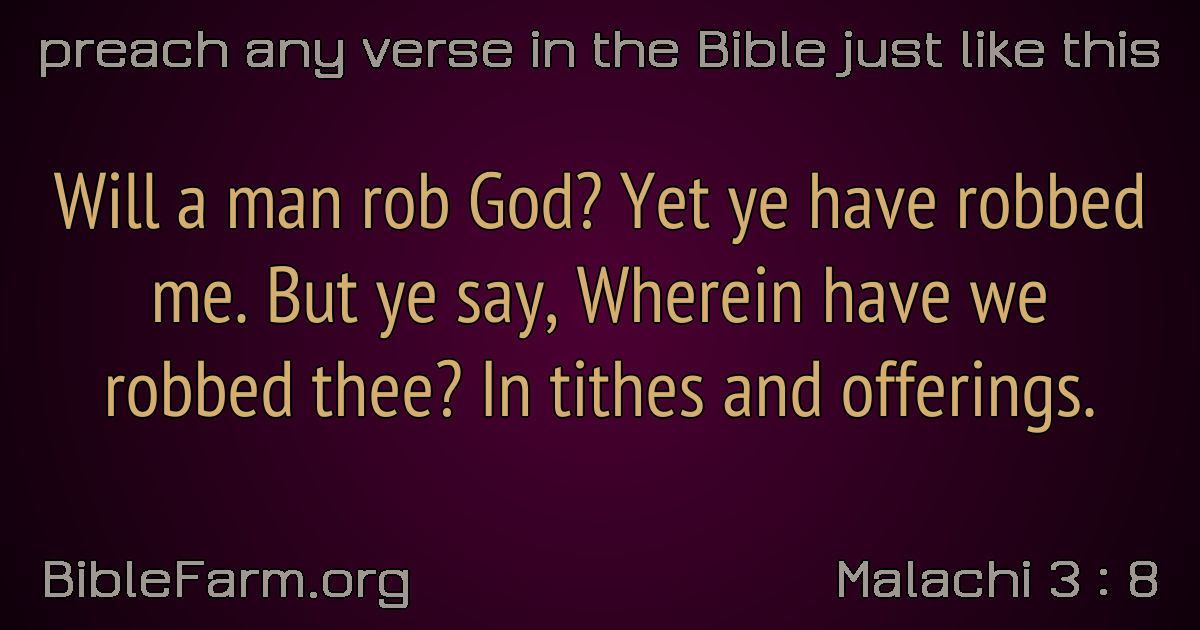 preach any verse in the Bible just like this
Will a man rob God? Yet ye have robbed
me. But ye say, Wherein have we
robbed thee? In tithes and offerings.
BibleFarm.org
Malachi 3 : 8